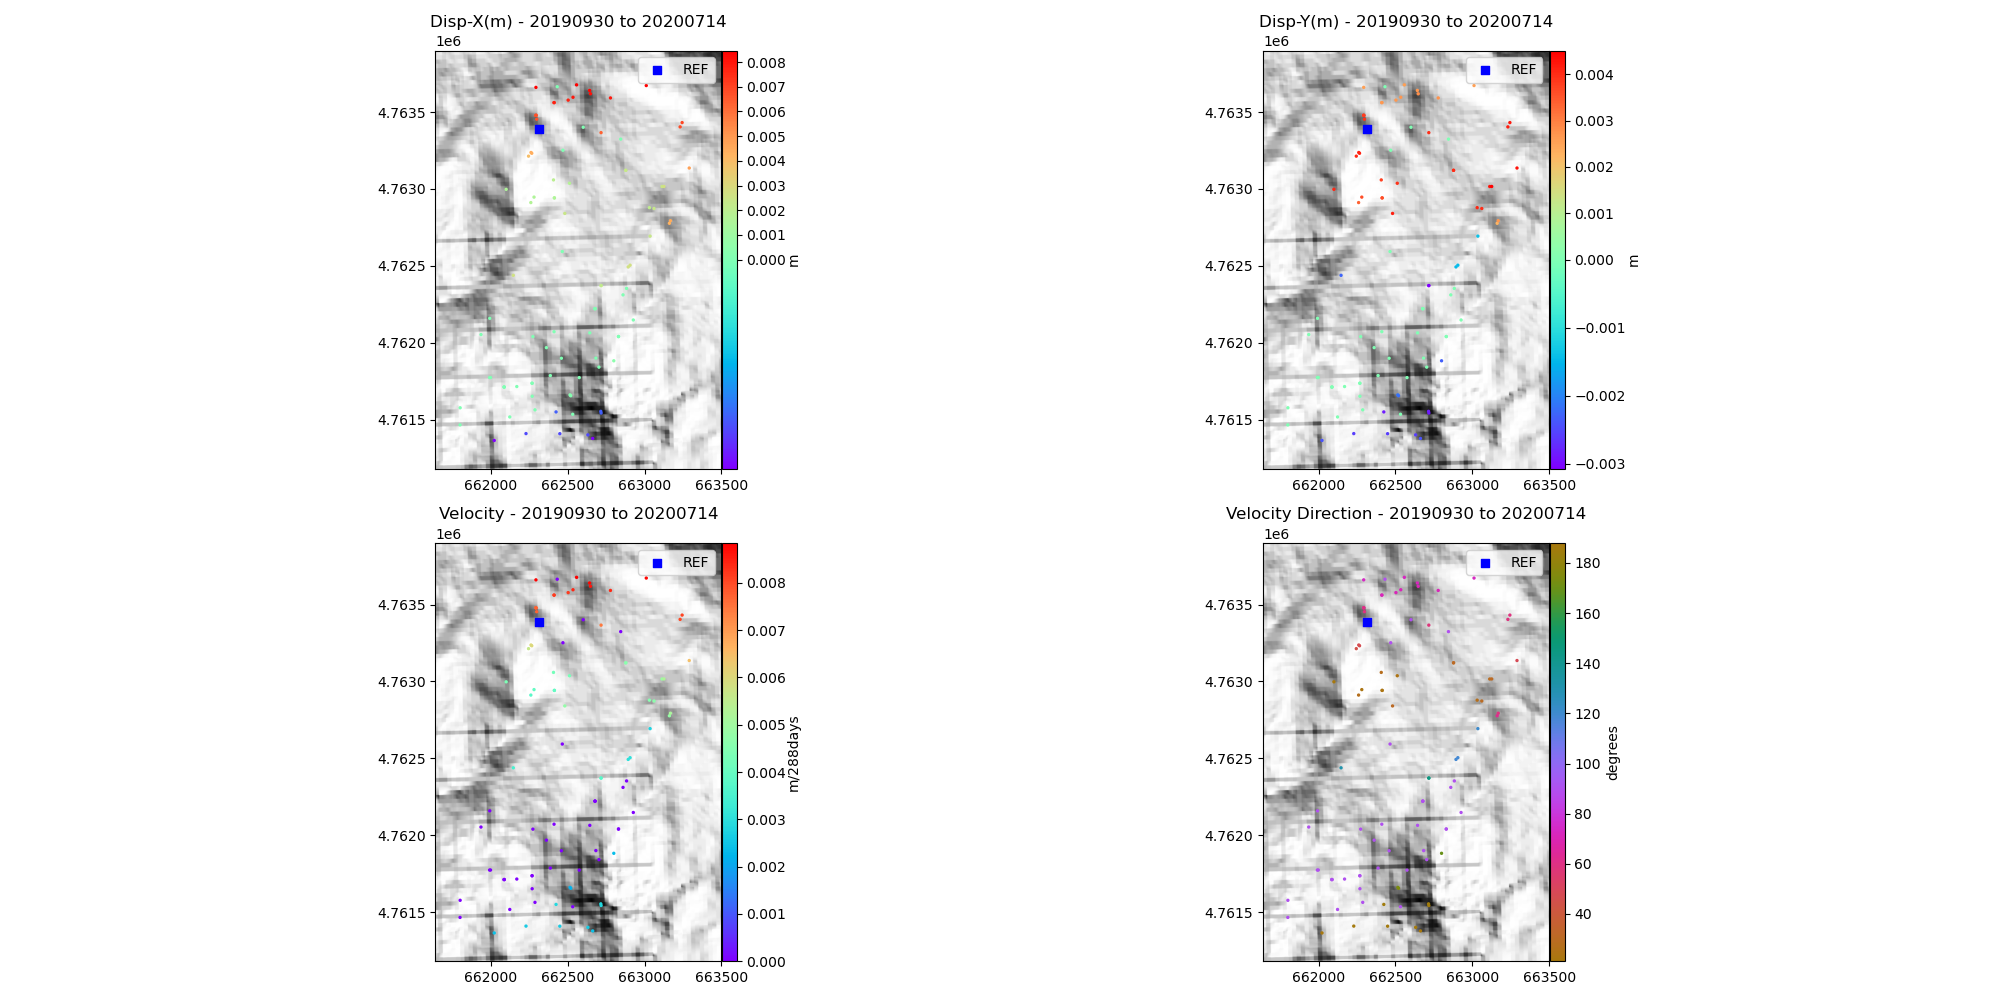 Disp-X(m) - 20190930 to 20200714
1e6
REF
4.7635
4.7630
4.7625
4.7620
4.7615
662000 662500 663000 663500
0.008
0.007
0.006
0.005
0.004
0.003
0.002
0.001
0.000
m
Disp-Y(m) - 20190930 to 20200714
1e6
REF
4.7635
4.7630
4.7625
4.7620
4.7615
662000 662500 663000 663500
0.004
0.003
0.002
0.001
0.000
−0.001
−0.002
−0.003
m
Velocity - 20190930 to 20200714
1e6
REF
4.7635
4.7630
4.7625
4.7620
4.7615
662000 662500 663000 663500
0.008
0.007
0.006
0.005
0.004
0.003
0.002
0.001
0.000
m/288days
Velocity Direction - 20190930 to 20200714
1e6
REF
4.7635
4.7630
4.7625
4.7620
4.7615
662000 662500 663000 663500
180
160
140
120
100
80
60
40
degrees